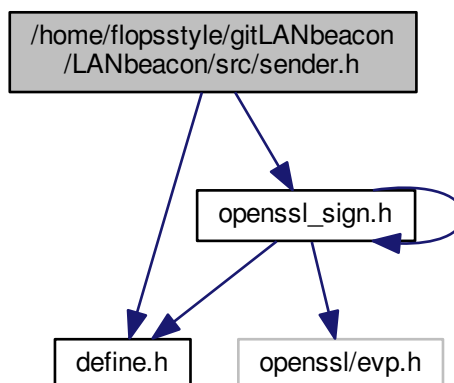 /home/flopsstyle/gitLANbeacon
/LANbeacon/src/sender.h
openssl_sign.h
define.h
openssl/evp.h